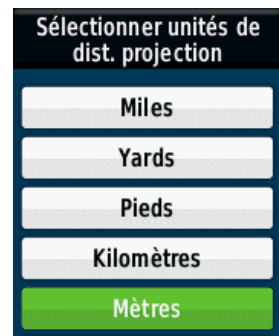 Sélectionner unités de
dist. projection
Miles
Yards
Pieds
Kilomètres
Mètres